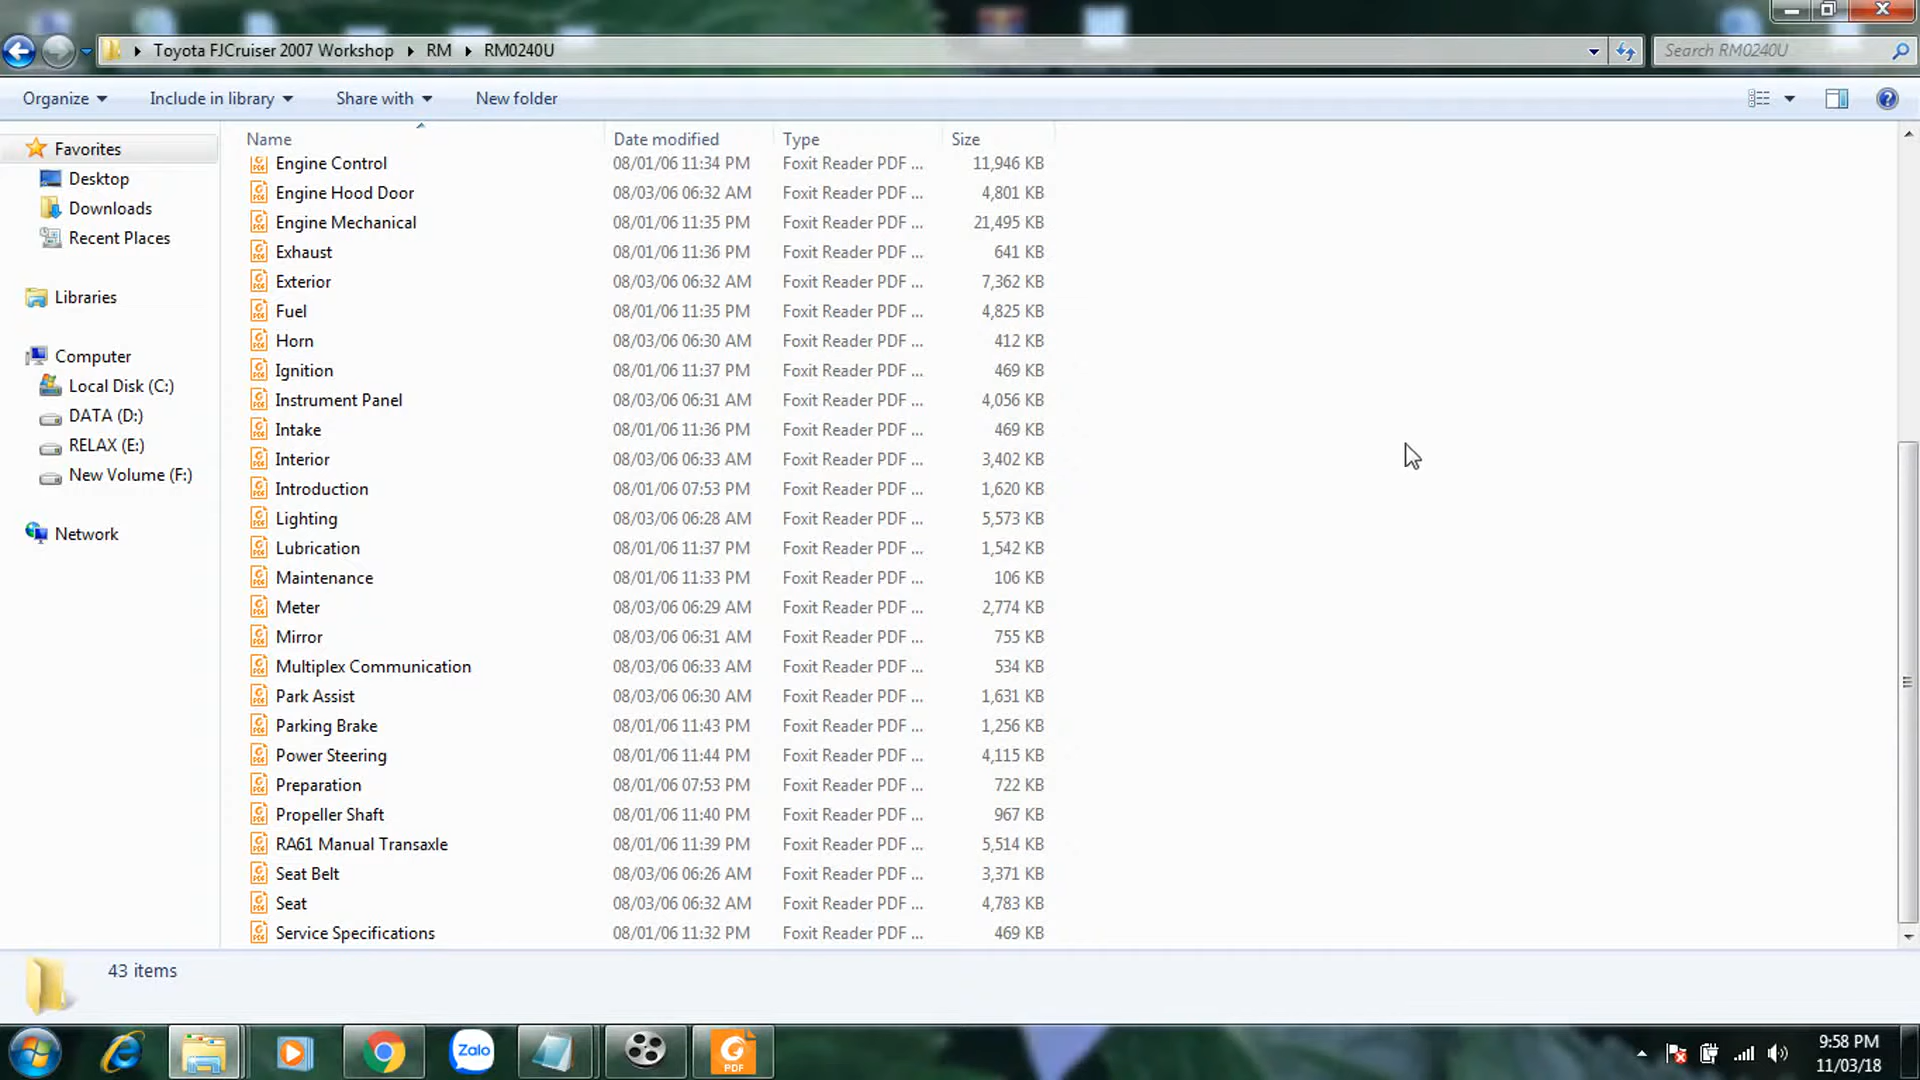 Toyota FJCruiser 2007 Workshop RM RM0240U
Search RM0240U
Organize Include in library Share with New folder
Name Date modified Type Size
Favorites
Desktop
Downloads
Recent Places
Libraries
Computer
Local Disk (C:)
DATA (D:)
RELAX (E:)
New Volume (F:)
Network
Engine Control 08/01/06 11:34 PM Foxit Reader PDF ... 11,946 KB
Engine Hood Door 08/03/06 06:32 AM Foxit Reader PDF ... 4,801 KB
Engine Mechanical 08/01/06 11:35 PM Foxit Reader PDF ... 21,495 KB
Exhaust 08/01/06 11:36 PM Foxit Reader PDF ... 641 KB
Exterior 08/03/06 06:32 AM Foxit Reader PDF ... 7,362 KB
Fuel 08/01/06 11:35 PM Foxit Reader PDF ... 4,825 KB
Horn 08/03/06 06:30 AM Foxit Reader PDF ... 412 KB
Ignition 08/01/06 11:37 PM Foxit Reader PDF ... 469 KB
Instrument Panel 08/03/06 06:31 AM Foxit Reader PDF ... 4,056 KB
Intake 08/01/06 11:36 PM Foxit Reader PDF ... 469 KB
Interior 08/03/06 06:33 AM Foxit Reader PDF ... 3,402 KB
Introduction 08/01/06 07:53 PM Foxit Reader PDF ... 1,620 KB
Lighting 08/03/06 06:28 AM Foxit Reader PDF ... 5,573 KB
Lubrication 08/01/06 11:37 PM Foxit Reader PDF ... 1,542 KB
Maintenance 08/01/06 11:33 PM Foxit Reader PDF ... 106 KB
Meter 08/03/06 06:29 AM Foxit Reader PDF ... 2,774 KB
Mirror 08/03/06 06:31 AM Foxit Reader PDF ... 755 KB
Multiplex Communication 08/03/06 06:33 AM Foxit Reader PDF ... 534 KB
Park Assist 08/03/06 06:30 AM Foxit Reader PDF ... 1,631 KB
Parking Brake 08/01/06 11:43 PM Foxit Reader PDF ... 1,256 KB
Power Steering 08/01/06 11:44 PM Foxit Reader PDF ... 4,115 KB
Preparation 08/01/06 07:53 PM Foxit Reader PDF ... 722 KB
Propeller Shaft 08/01/06 11:40 PM Foxit Reader PDF ... 967 KB
RA61 Manual Transaxle 08/01/06 11:39 PM Foxit Reader PDF ... 5,514 KB
Seat Belt 08/03/06 06:26 AM Foxit Reader PDF ... 3,371 KB
Seat 08/03/06 06:32 AM Foxit Reader PDF ... 4,783 KB
Service Specifications 08/01/06 11:32 PM Foxit Reader PDF ... 469 KB
43 items
Zalo
PDF
9:58 PM
11/03/18